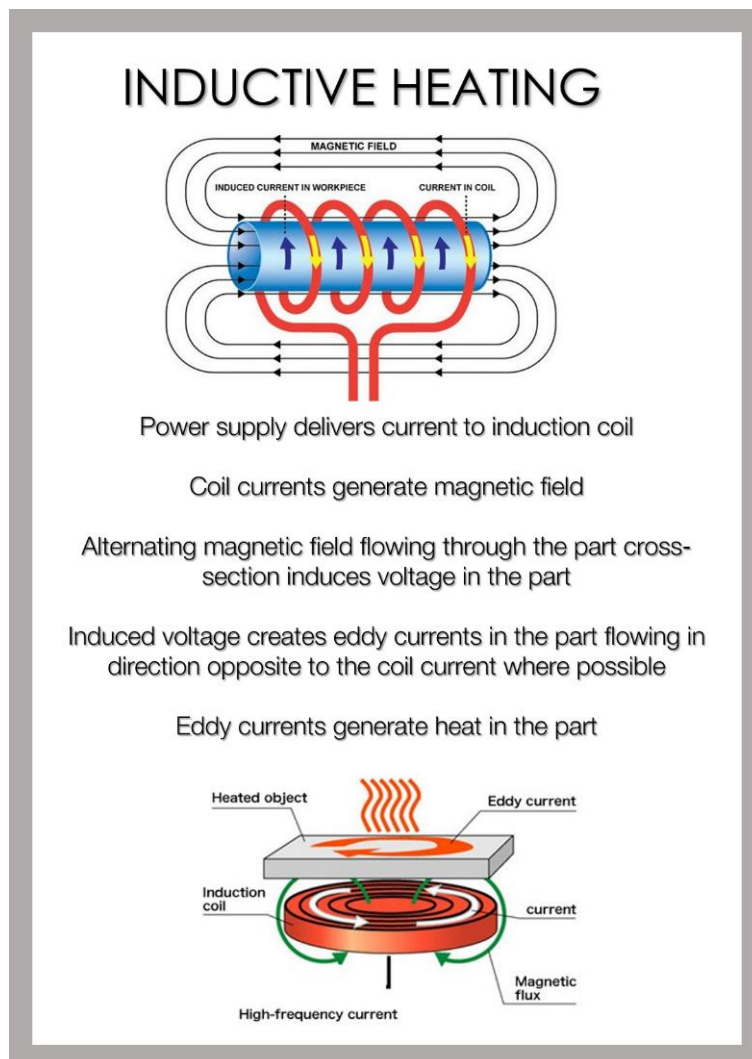 INDUCTIVE HEATING
MAGNETIC FIELD
INDUCED CURRENT IN WORKPIECE
CURRENT IN COIL
Power supply delivers current to induction coil
Coil currents generate magnetic field
Alternating magnetic field flowing through the part cross-
section induces voltage in the part
Induced voltage creates eddy currents in the part flowing in
direction opposite to the coil current where possible
Eddy currents generate heat in the part
Heated object
Eddy current
Induction
coil
current
Magnetic
flux
High-frequency current